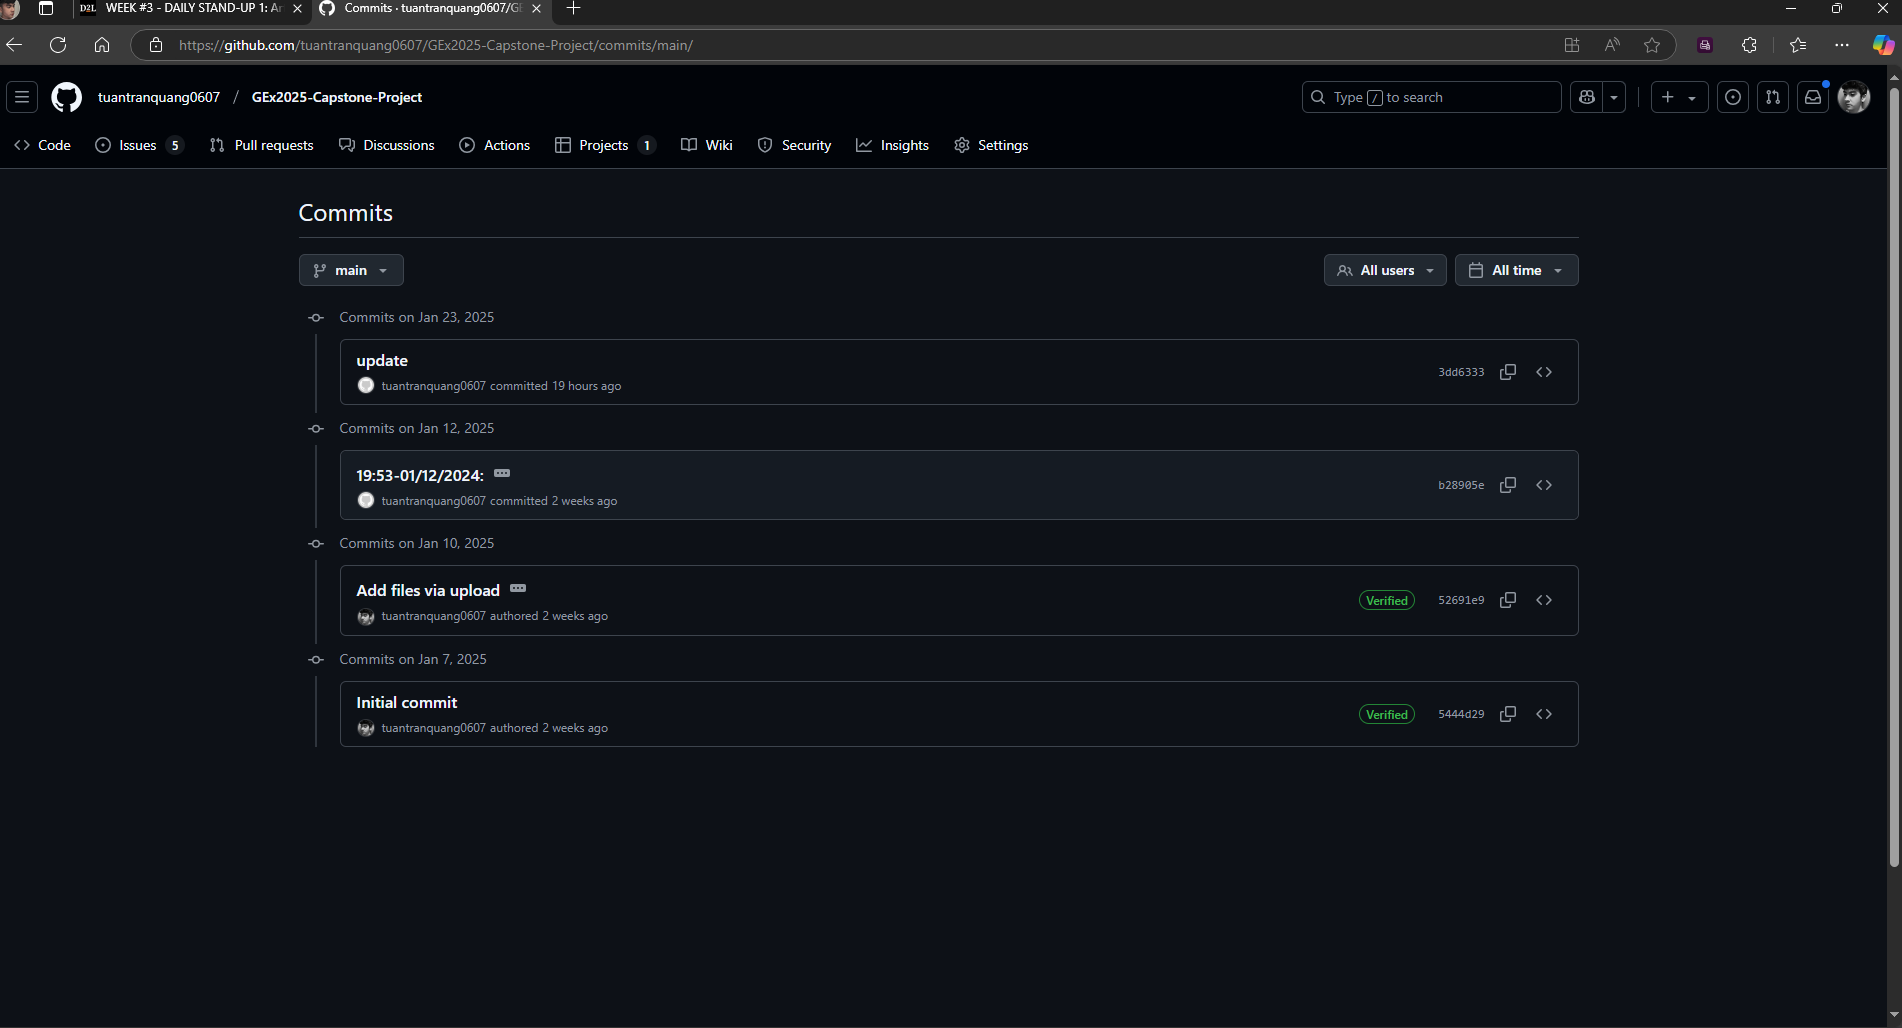 D2L WEEK #3 - DAILY STAND-UP 1: Ar
Commits · tuantranquang0607/GE
https://github.com/tuantranquang0607/GEx2025-Capstone-Project/commits/main/
tuantranquang0607 / GEx2025-Capstone-Project
Type / to search
Code
Issues 5
Pull requests
Discussions
Actions
Projects 1
Wiki
Security
Insights
Settings
Commits
main
All users
All time
Commits on Jan 23, 2025
update
3dd6333
tuantranquang0607 committed 19 hours ago
Commits on Jan 12, 2025
19:53-01/12/2024:
b28905e
tuantranquang0607 committed 2 weeks ago
Commits on Jan 10, 2025
Add files via upload
Verified 52691e9
tuantranquang0607 authored 2 weeks ago
Commits on Jan 7, 2025
Initial commit
Verified 5444d29
tuantranquang0607 authored 2 weeks ago